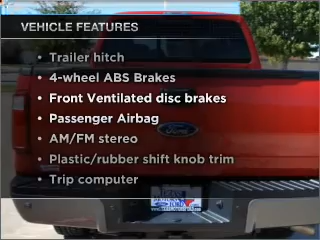 VEHICLE FEATURES
• Trailer hitch
• 4-wheel ABS Brakes
• Front Ventilated disc brakes
• Passenger Airbag
• AM/FM stereo
• Plastic/rubber shift knob trim
• Trip computer
Ford